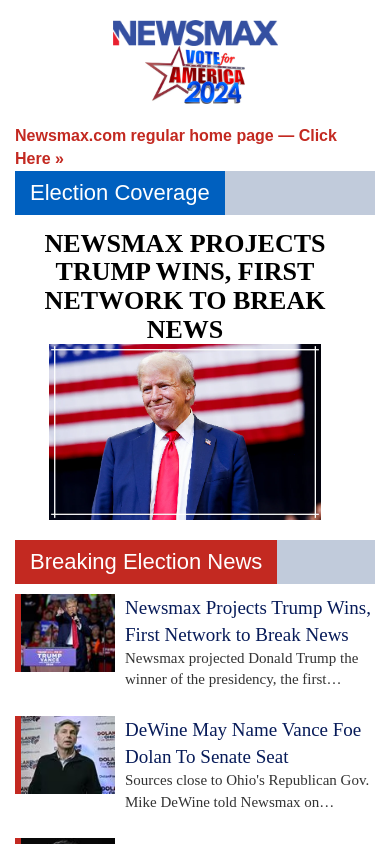 NEWSMAX
VOTE for
AMERICA
2024
Newsmax.com regular home page — Click
Here »
Election Coverage
NEWSMAX PROJECTS
TRUMP WINS, FIRST
NETWORK TO BREAK
NEWS
Breaking Election News
Newsmax Projects Trump Wins,
First Network to Break News
Newsmax projected Donald Trump the
winner of the presidency, the first…
TRUMP
VANCE
DeWine May Name Vance Foe
Dolan To Senate Seat
Sources close to Ohio's Republican Gov.
Mike DeWine told Newsmax on…